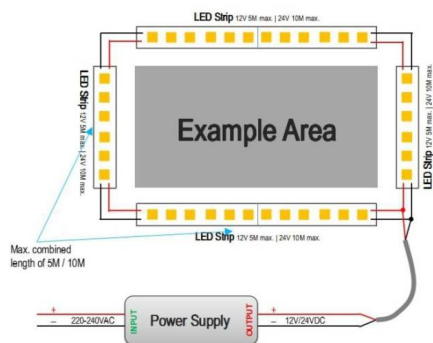 LED Strip 12V 5M max. | 24V 10M max.
LED Strip 12V 5M max. | 24V 10M max.
Example Area
LED Strip 12V 5M max. | 24V 10M max.
LED Strip 12V 5M max. | 24V 10M max.
Max. combined
length of 5M / 10M
+
220-240VAC
−
INPUT
Power Supply
OUTPUT
+
12V/24VDC
−